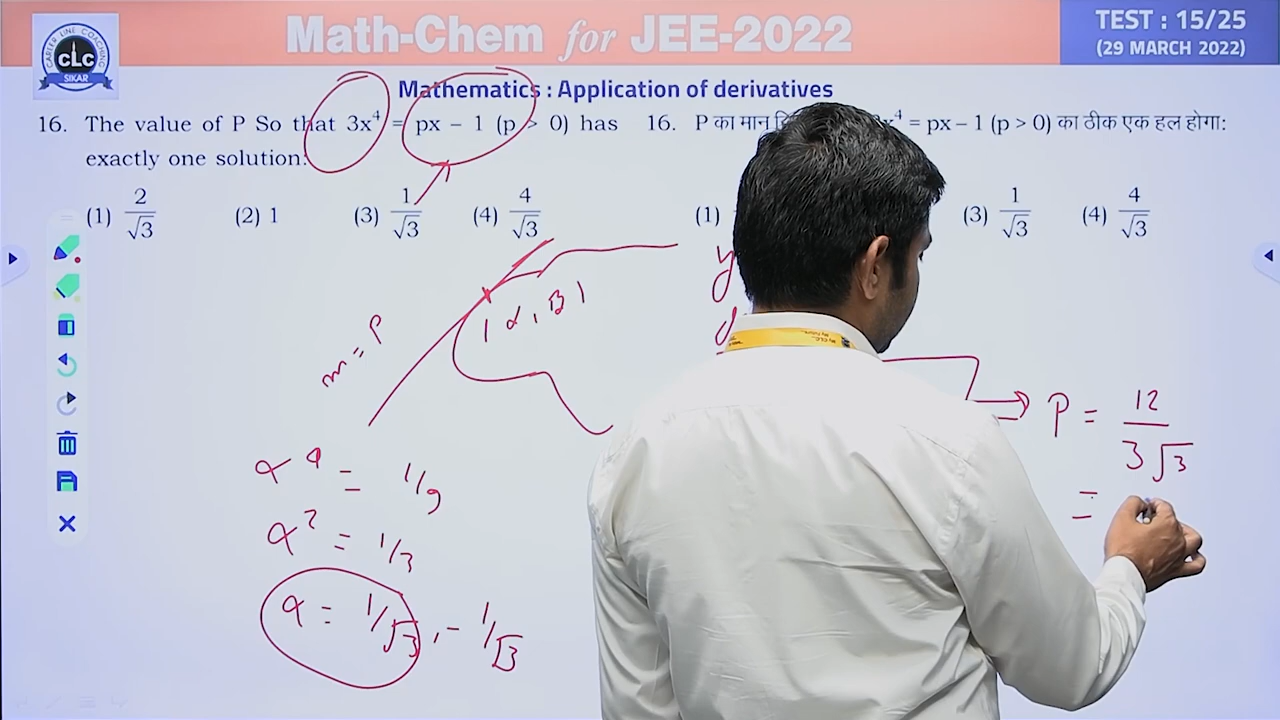 CAREER LINE COACHING
CLC
SIKAR
Math-Chem for JEE-2022
TEST : 15/25
(29 MARCH 2022)
Mathematics : Application of derivatives
16. The value of P So that 3x⁴ = px – 1 (p > 0) has
exactly one solution:
(1) 2/√3 (2) 1 (3) 1/√3 (4) 4/√3
16. P का मान = px – 1 (p > 0) का ठीक एक हल होगा:
(1) (3) 1/√3 (4) 4/√3
y
d
(α, β)
m = P
α⁴ = 1/9
α² = 1/3
α = 1/√3, - 1/√3
P = 12/3√3
=